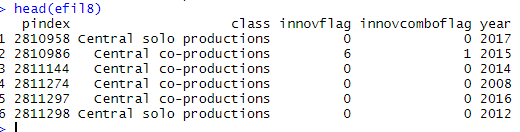 > head(efil8)
pindex class innovflag innovcomboflag year
1 2810958 Central solo productions 0 0 2017
2 2810986 Central co-productions 6 1 2015
3 2811144 Central co-productions 0 0 2014
4 2811274 Central co-productions 0 0 2008
5 2811297 Central co-productions 0 0 2016
6 2811298 Central solo productions 0 0 2012
>